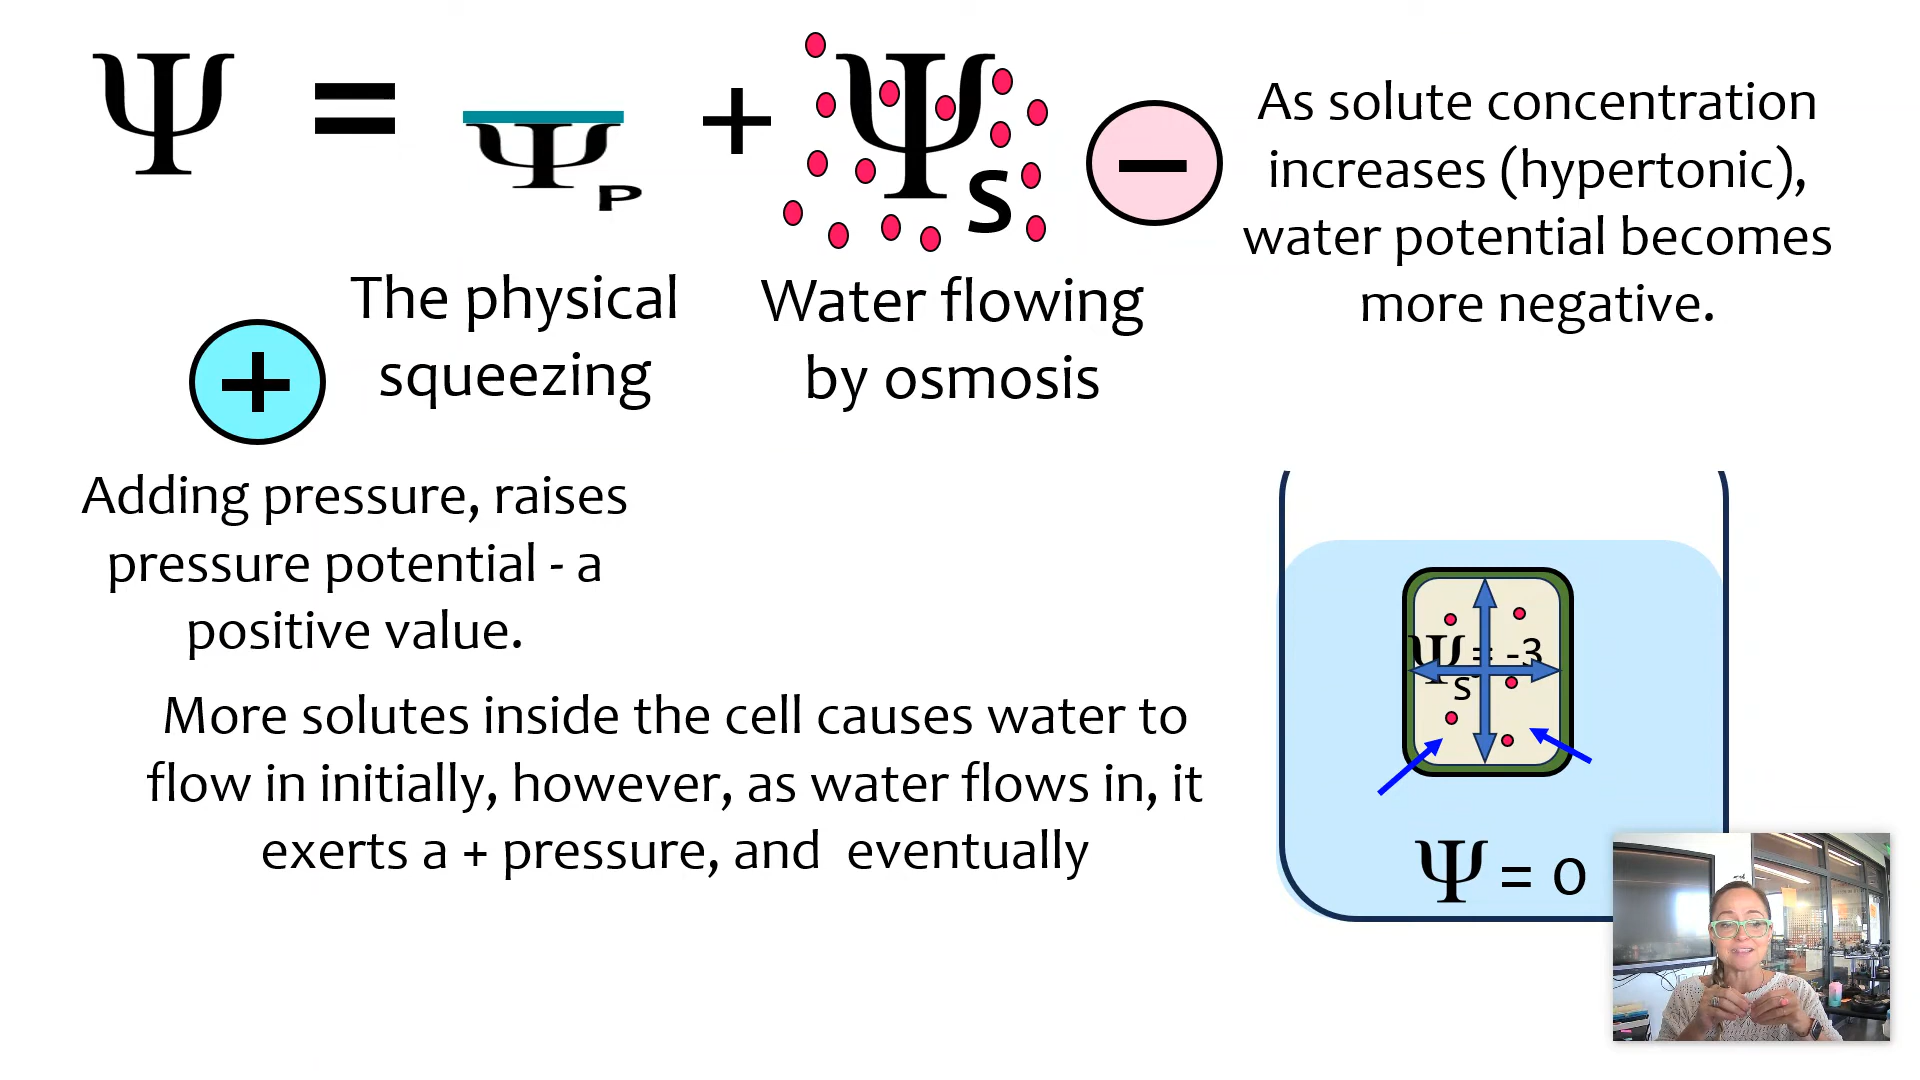 Ψ = Ψp + Ψs
−
As solute concentration
increases (hypertonic),
water potential becomes
more negative.
The physical
squeezing
Water flowing
by osmosis
+
Adding pressure, raises
pressure potential - a
positive value.
More solutes inside the cell causes water to
flow in initially, however, as water flows in, it
exerts a + pressure, and eventually
Ψs = -3
Ψ = 0